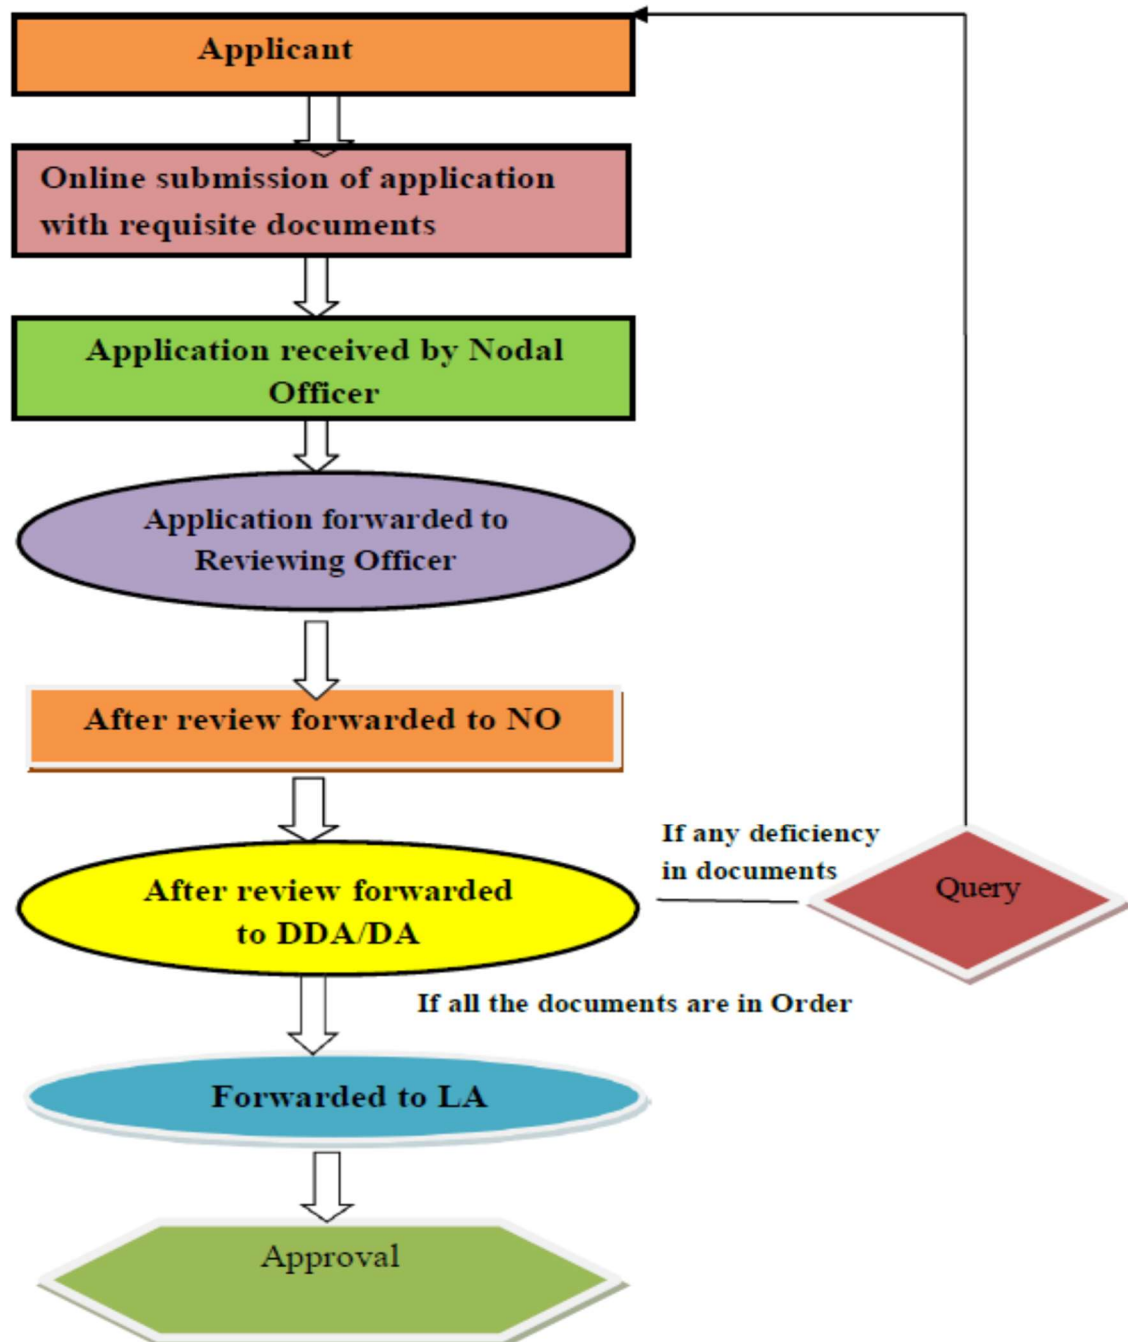 Applicant
Online submission of application
with requisite documents
Application received by Nodal
Officer
Application forwarded to
Reviewing Officer
After review forwarded to NO
If any deficiency
in documents
Query
After review forwarded
to DDA/DA
If all the documents are in Order
Forwarded to LA
Approval